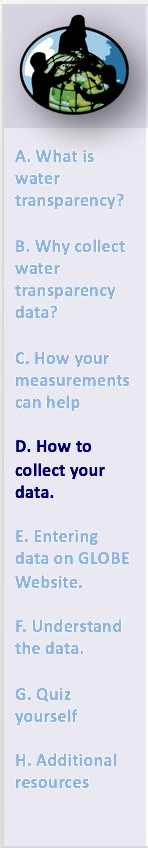 A. What is
water
transparency?
B. Why collect
water
transparency
data?
C. How your
measurements
can help
D. How to
collect your
data.
E. Entering
data on GLOBE
Website.
F. Understand
the data.
G. Quiz
yourself
H. Additional
resources